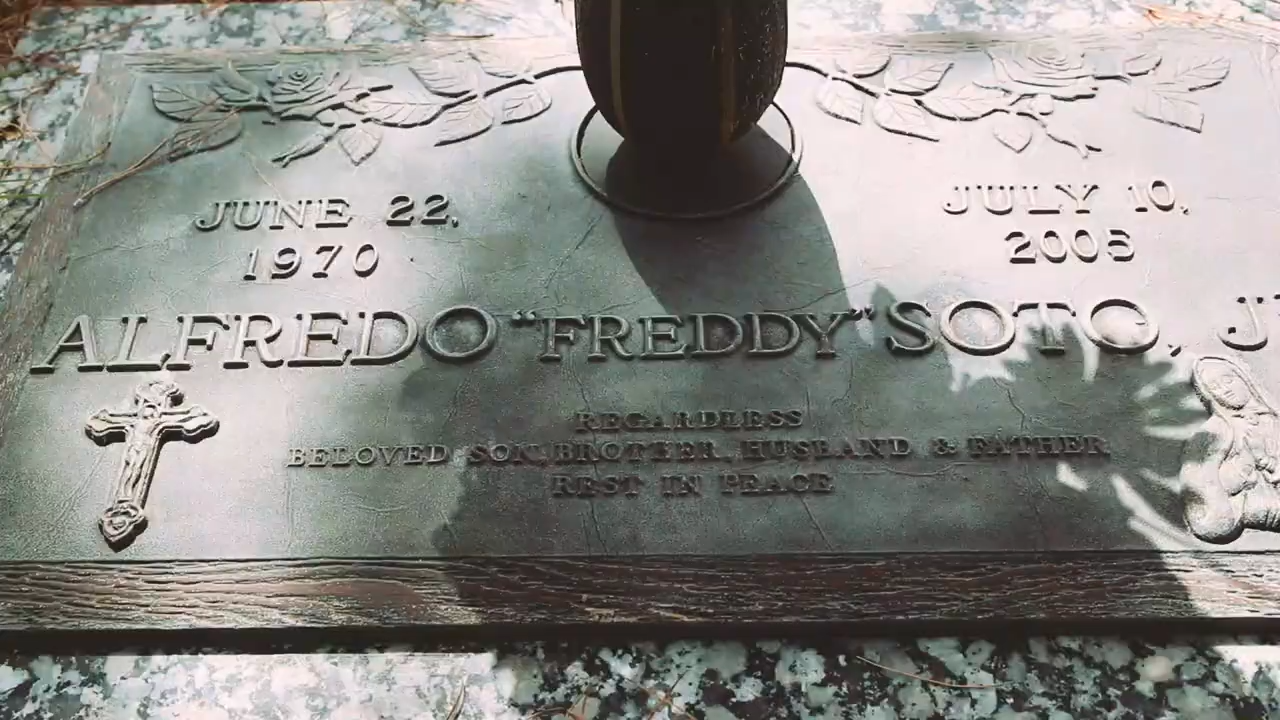 JUNE 22,
1970
JULY 10,
2005
ALFREDO "FREDDY" SOTO, J
REGARDLESS
BELOVED SON, BROTHER, HUSBAND & FATHER
REST IN PEACE